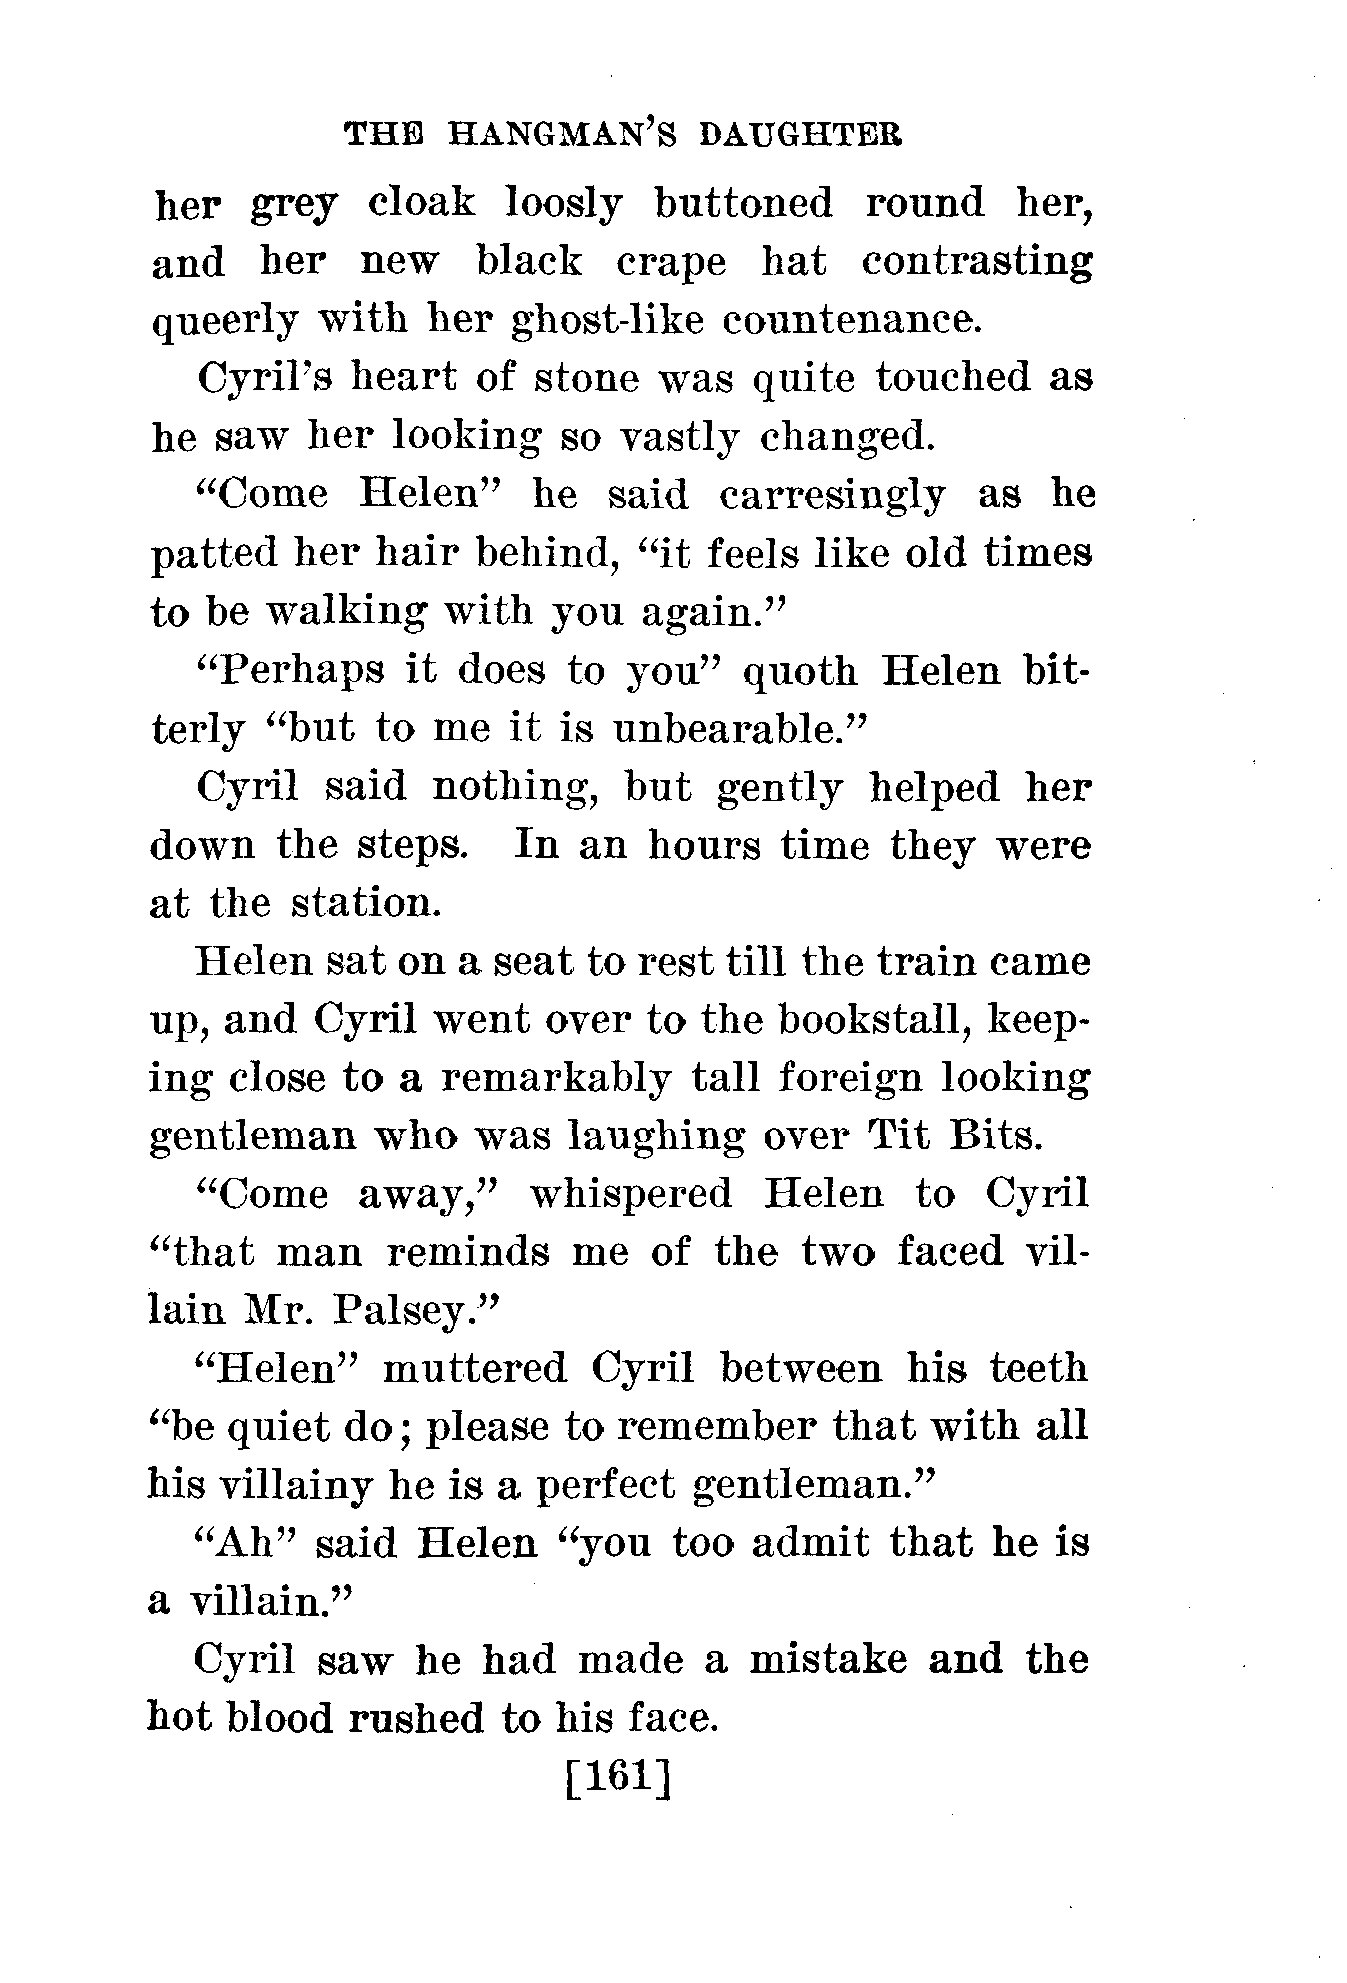 THE HANGMAN'S DAUGHTER
her grey cloak loosly buttoned round her,
and her new black crape hat contrasting
queerly with her ghost-like countenance.
Cyril's heart of stone was quite touched as
he saw her looking so vastly changed.
“Come Helen” he said carresingly as he
patted her hair behind, “it feels like old times
to be walking with you again.”
“Perhaps it does to you” quoth Helen bit-
terly “but to me it is unbearable.”
Cyril said nothing, but gently helped her
down the steps. In an hours time they were
at the station.
Helen sat on a seat to rest till the train came
up, and Cyril went over to the bookstall, keep-
ing close to a remarkably tall foreign looking
gentleman who was laughing over Tit Bits.
“Come away,” whispered Helen to Cyril
“that man reminds me of the two faced vil-
lain Mr. Palsey.”
“Helen” muttered Cyril between his teeth
“be quiet do; please to remember that with all
his villainy he is a perfect gentleman.”
“Ah” said Helen “you too admit that he is
a villain.”
Cyril saw he had made a mistake and the
hot blood rushed to his face.
[161]